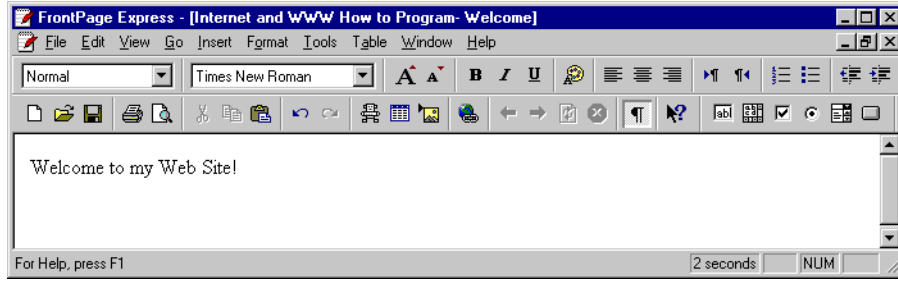 FrontPage Express - [Internet and WWW How to Program- Welcome]
File Edit View Go Insert Format Tools Table Window Help
Normal Times New Roman A A B I U
abl
Welcome to my Web Site!
For Help, press F1 2 seconds NUM